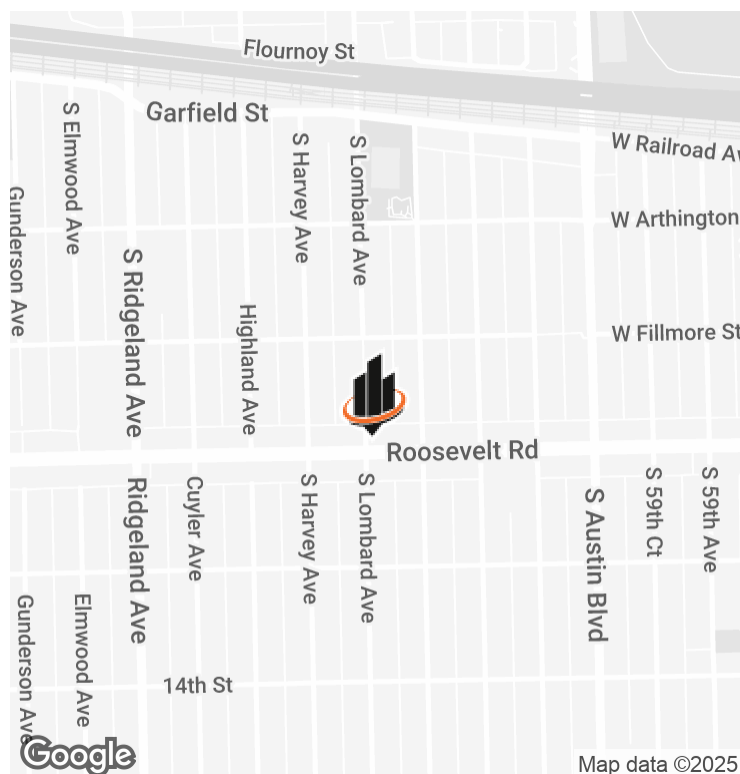 Flournoy St
Garfield St
S Elmwood Ave
S Harvey Ave
S Lombard Ave
W Railroad Av
Gunderson Ave
W Arthington
S Ridgeland Ave
Highland Ave
W Fillmore St
Roosevelt Rd
Ridgeland Ave
Cuyler Ave
S Harvey Ave
S Lombard Ave
S Austin Blvd
S 59th Ct
S 59th Ave
Gunderson Ave
Elmwood Ave
14th St
Google
Map data ©2025